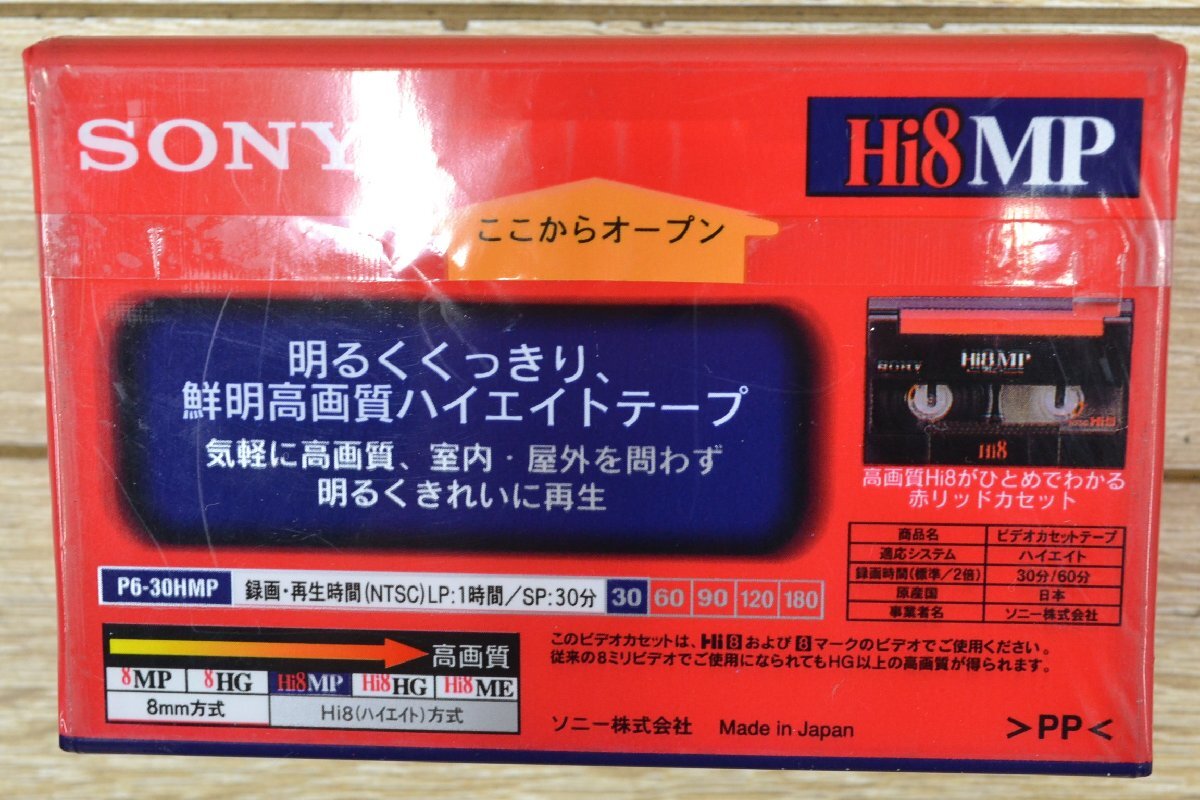 SONY
Hi8MP
ここからオープン
明るくくっきり、
鮮明高画質ハイエイトテープ
気軽に高画質、室内・屋外を問わず
明るくきれいに再生
SONY Hi8MP
Hi8
高画質Hi8がひとめでわかる
赤リッドカセット
商品名 ビデオカセットテープ
適応システム ハイエイト
録画時間(標準/2倍) 30分/60分
原産国 日本
事業者名 ソニー株式会社
P6-30HMP 録画・再生時間(NTSC)LP:1時間/SP:30分 30 60 90 120 180
高画質
8MP 8HG Hi8MP Hi8HG Hi8ME
8mm方式 Hi8(ハイエイト)方式
このビデオカセットは、Hi8および8マークのビデオでご使用ください。
従来の8ミリビデオでご使用になられてもHG以上の高画質が得られます。
ソニー株式会社 Made in Japan
>PP<